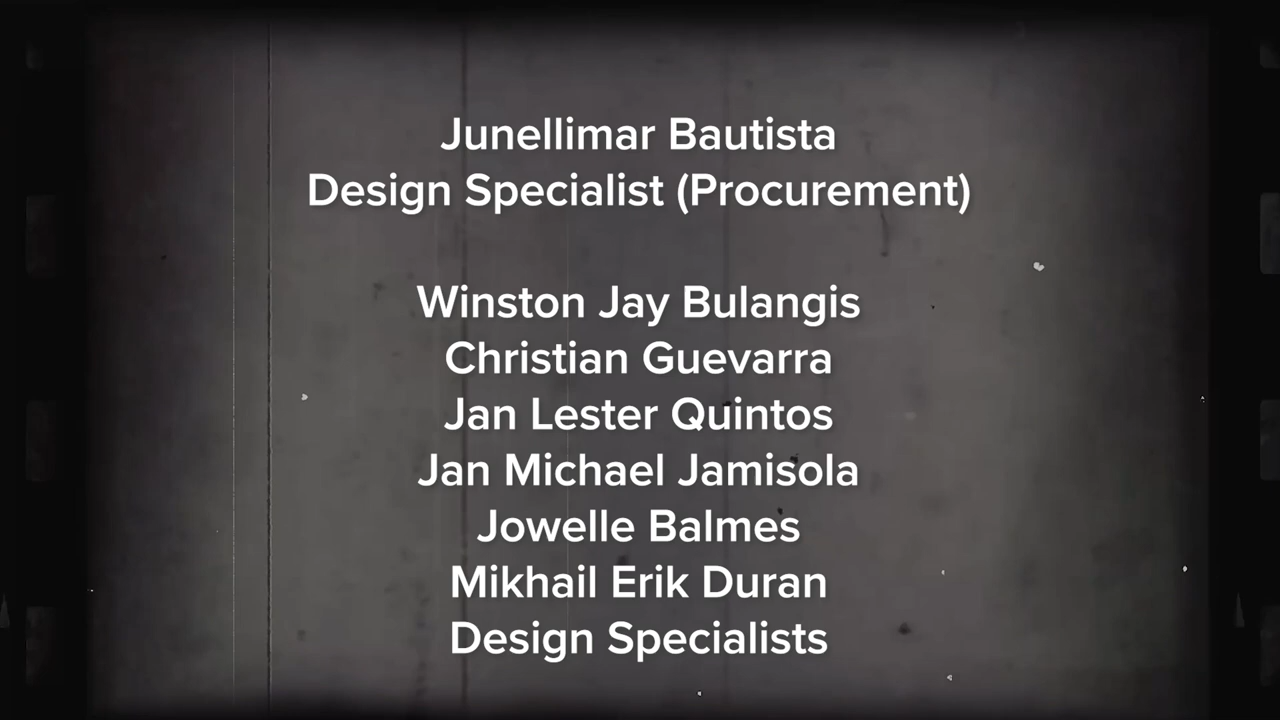 Junellimar Bautista
Design Specialist (Procurement)
Winston Jay Bulangis
Christian Guevarra
Jan Lester Quintos
Jan Michael Jamisola
Jowelle Balmes
Mikhail Erik Duran
Design Specialists